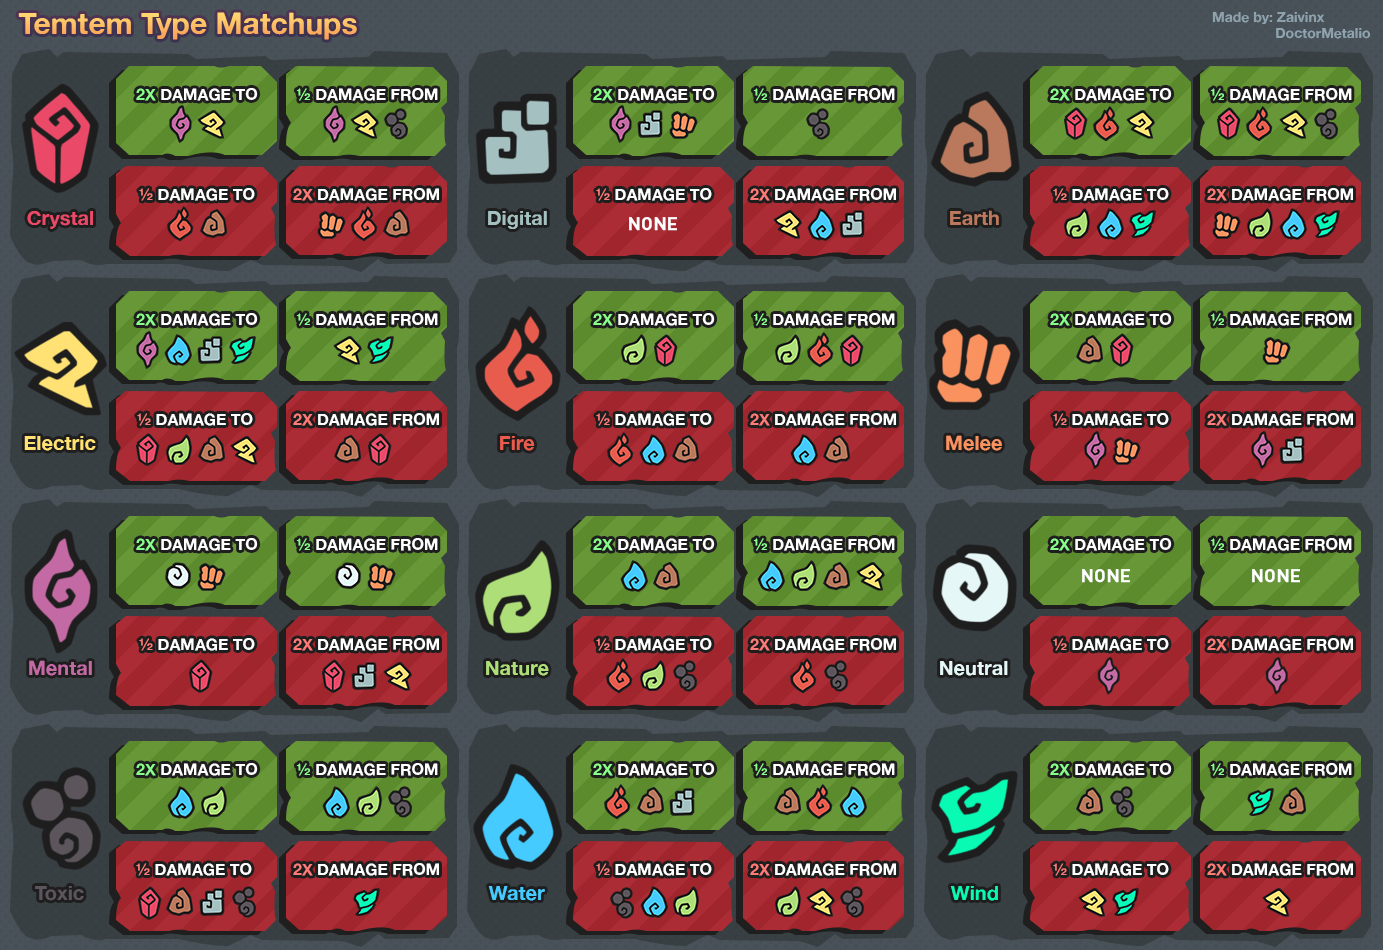 Temtem Type Matchups
Made by: Zaivinx
DoctorMetalio
2X DAMAGE TO
½ DAMAGE FROM
½ DAMAGE TO
2X DAMAGE FROM
Crystal
2X DAMAGE TO
½ DAMAGE FROM
½ DAMAGE TO
NONE
2X DAMAGE FROM
Digital
2X DAMAGE TO
½ DAMAGE FROM
½ DAMAGE TO
2X DAMAGE FROM
Earth
2X DAMAGE TO
½ DAMAGE FROM
½ DAMAGE TO
2X DAMAGE FROM
Electric
2X DAMAGE TO
½ DAMAGE FROM
½ DAMAGE TO
2X DAMAGE FROM
Fire
2X DAMAGE TO
½ DAMAGE FROM
½ DAMAGE TO
2X DAMAGE FROM
Melee
2X DAMAGE TO
½ DAMAGE FROM
½ DAMAGE TO
2X DAMAGE FROM
Mental
2X DAMAGE TO
½ DAMAGE FROM
½ DAMAGE TO
2X DAMAGE FROM
Nature
2X DAMAGE TO
NONE
½ DAMAGE FROM
NONE
½ DAMAGE TO
2X DAMAGE FROM
Neutral
2X DAMAGE TO
½ DAMAGE FROM
½ DAMAGE TO
2X DAMAGE FROM
Toxic
2X DAMAGE TO
½ DAMAGE FROM
½ DAMAGE TO
2X DAMAGE FROM
Water
2X DAMAGE TO
½ DAMAGE FROM
½ DAMAGE TO
2X DAMAGE FROM
Wind